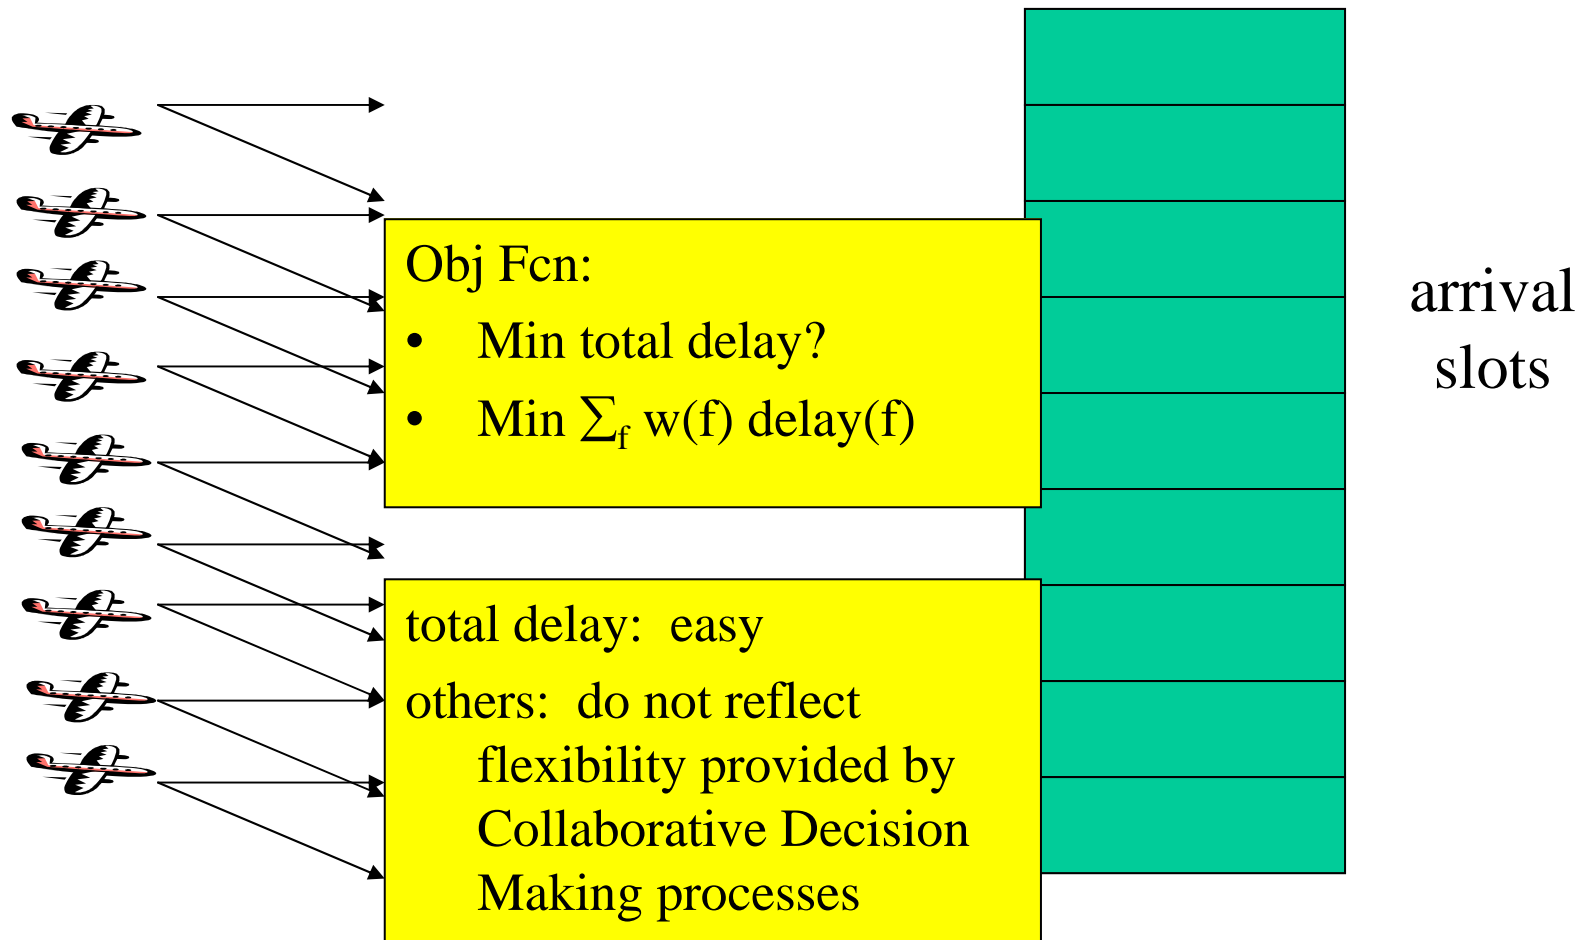 Obj Fcn:
• Min total delay?
• Min ∑f w(f) delay(f)
arrival
slots
total delay: easy
others: do not reflect
flexibility provided by
Collaborative Decision
Making processes